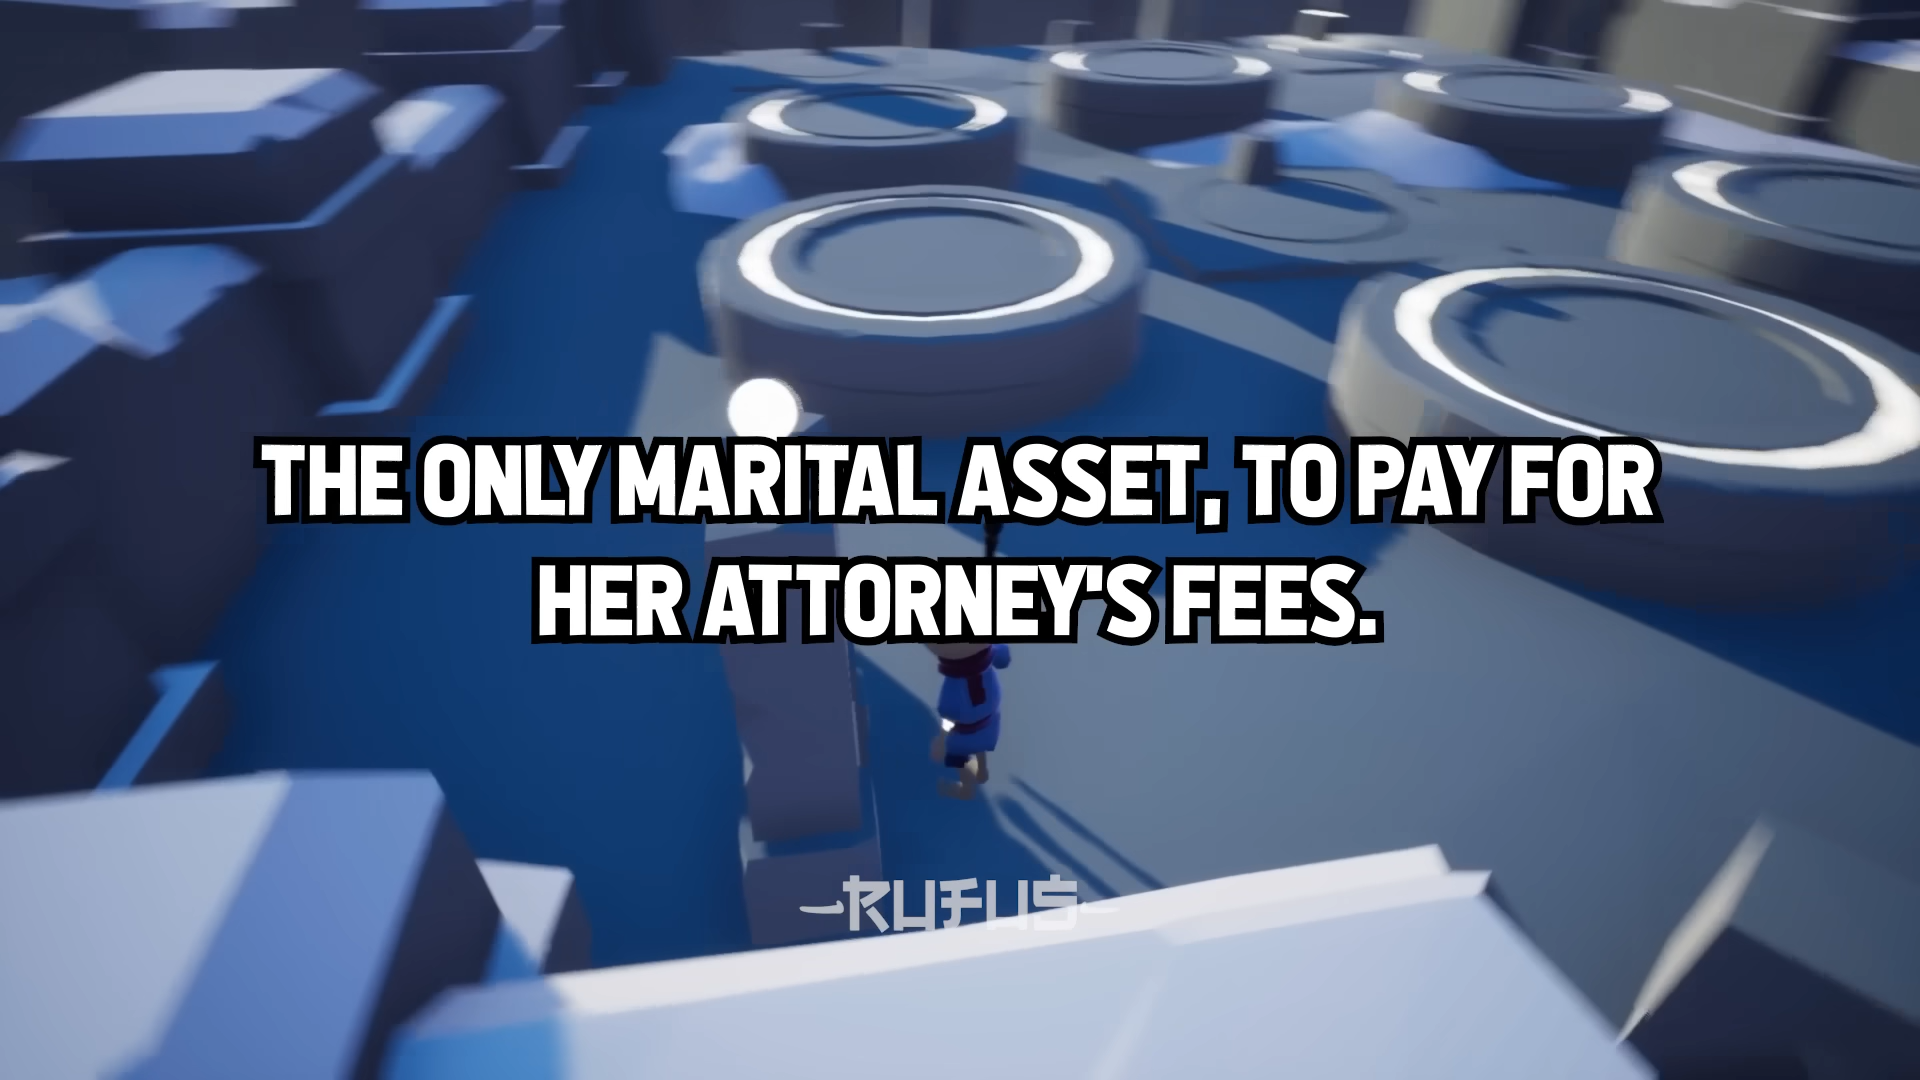 THE ONLY MARITAL ASSET, TO PAY FOR
HER ATTORNEY'S FEES.
RUFUS